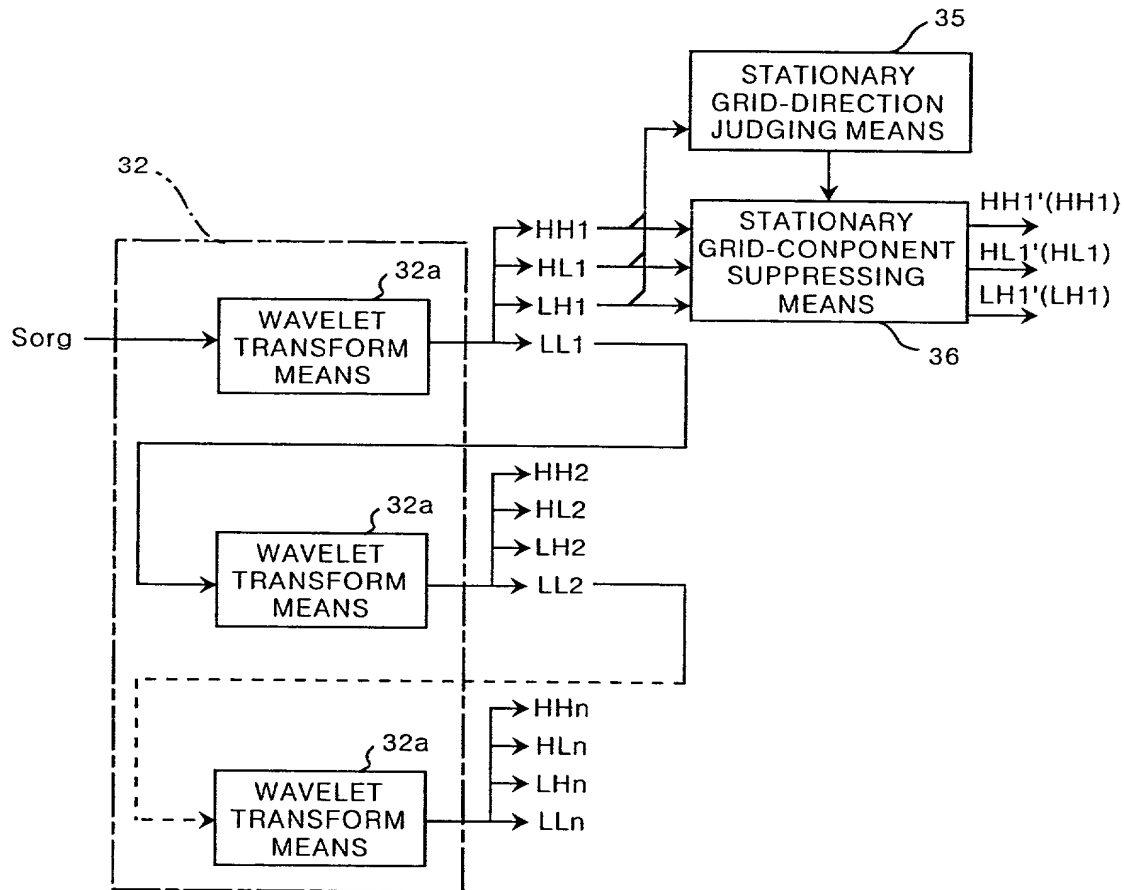 35
STATIONARY
GRID-DIRECTION
JUDGING MEANS
32
HH1
HL1
LH1
LL1
STATIONARY
GRID-CONPONENT
SUPPRESSING
MEANS
HH1'(HH1)
HL1'(HL1)
LH1'(LH1)
36
32a
Sorg
WAVELET
TRANSFORM
MEANS
HH2
HL2
LH2
LL2
32a
WAVELET
TRANSFORM
MEANS
HHn
HLn
LHn
LLn
32a
WAVELET
TRANSFORM
MEANS